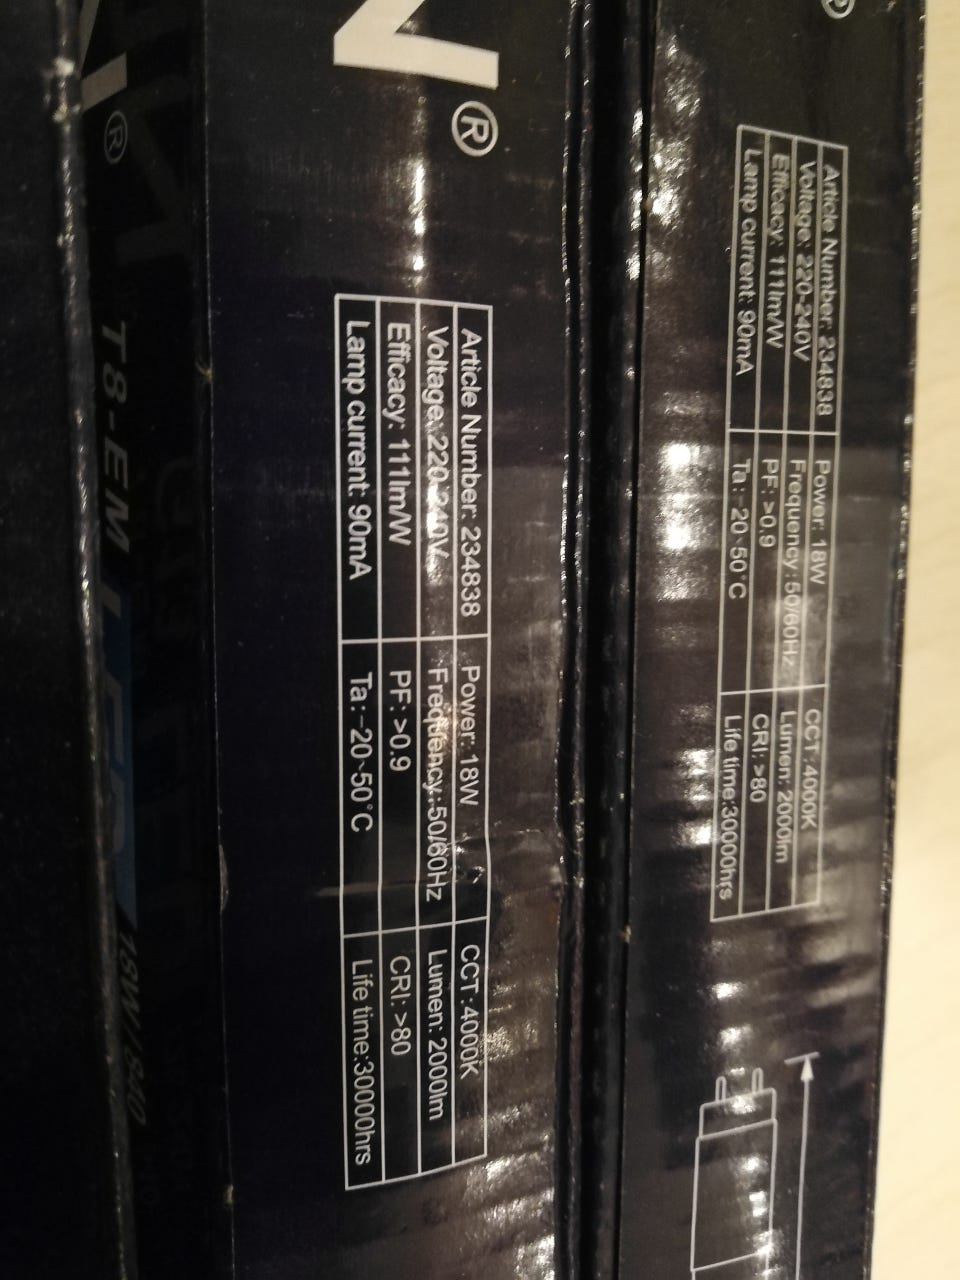 N®
Article Number: 234838 Power: 18W CCT:4000K
Voltage: 220-240V Frequency:50/60Hz Lumen: 2000lm
Efficacy: 111lm/W PF: >0.9 CRI: >80
Lamp current: 90mA Ta:-20~50°C Life time:30000hrs
®
Article Number: 234838 Power: 18W CCT:4000K
Voltage: 220-240V Frequency:50/60Hz Lumen: 2000lm
Efficacy: 111lm/W PF: >0.9 CRI: >80
Lamp current: 90mA Ta: 20~50°C Life time:30000hrs
®
T8-EM LED 18W/840